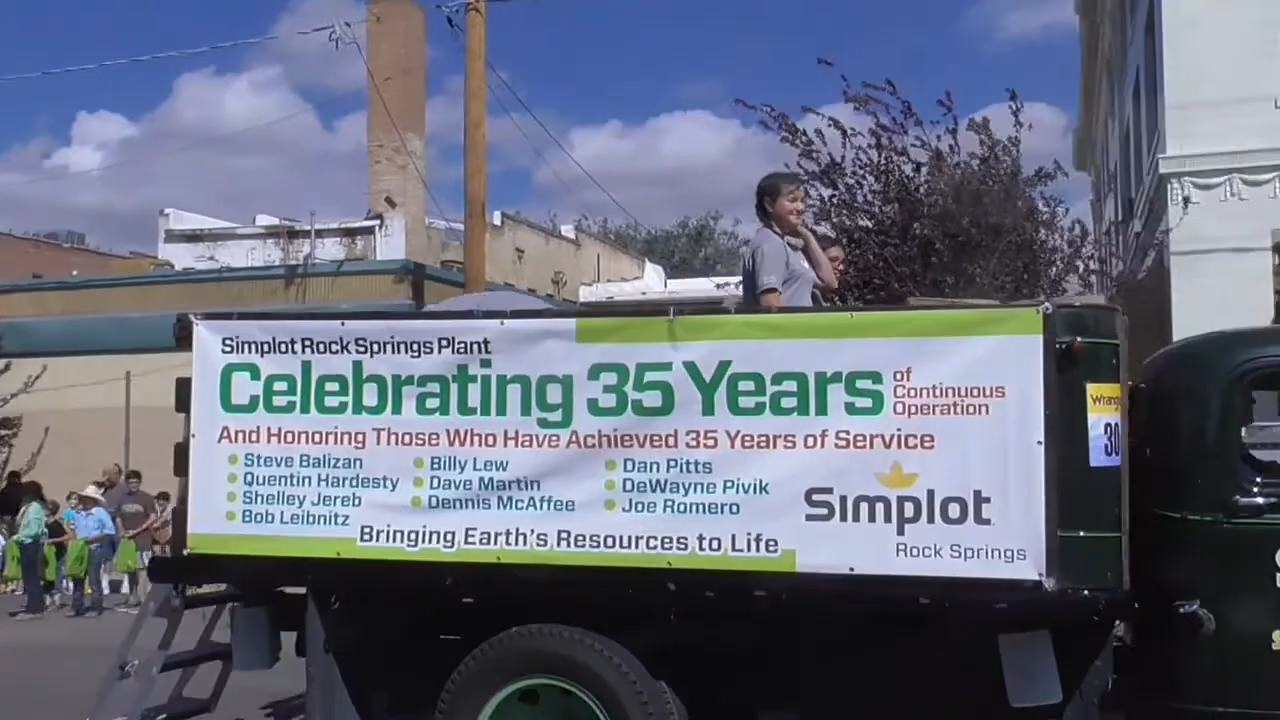 Simplot Rock Springs Plant
Celebrating 35 Years
of
Continuous
Operation
And Honoring Those Who Have Achieved 35 Years of Service
Steve Balizan
Quentin Hardesty
Shelley Jereb
Bob Leibnitz
Billy Lew
Dave Martin
Dennis McAffee
Dan Pitts
DeWayne Pivik
Joe Romero
Simplot
Rock Springs
Bringing Earth's Resources to Life
30